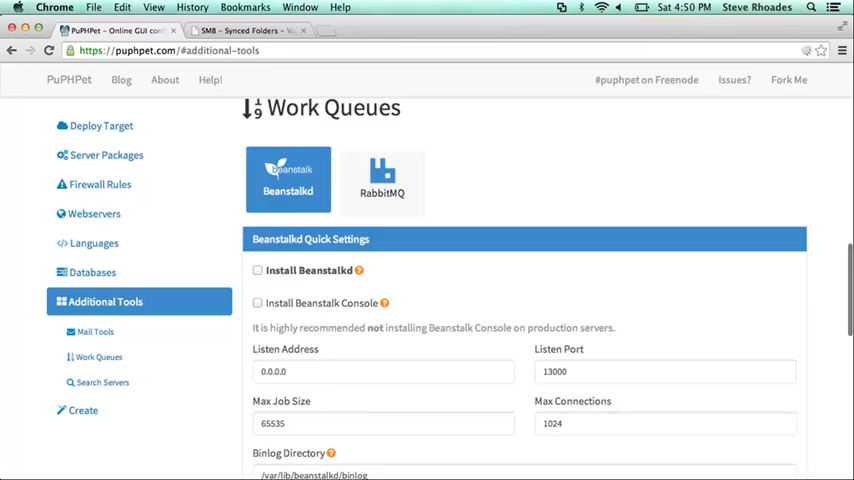 Chrome File Edit View History Bookmarks Window Help Sat 4:50 PM Steve Rhoades
PuPHPet – Online GUI conf
SMB - Synced Folders - Va
https://puphpet.com/#additional-tools
PuPHPet Blog About Help! #puphpet on Freenode Issues? Fork Me
Deploy Target
Server Packages
Firewall Rules
Webservers
Languages
Databases
Additional Tools
Mail Tools
Work Queues
Search Servers
Create
Work Queues
beanstalk
Beanstalkd
RabbitMQ
Beanstalkd Quick Settings
Install Beanstalkd ?
Install Beanstalk Console ?
It is highly recommended not installing Beanstalk Console on production servers.
Listen Address Listen Port
0.0.0.0 13000
Max Job Size Max Connections
65535 1024
Binlog Directory ?
/var/lib/beanstalkd/binlog